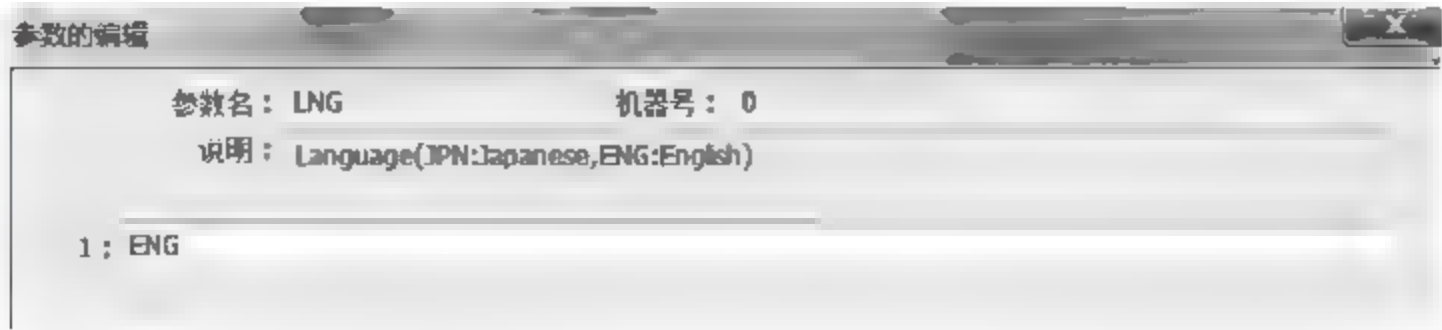 参数的编辑
X
参数名： LNG 机器号： 0
说明： Language(JPN:Japanese,ENG:English)
1： ENG